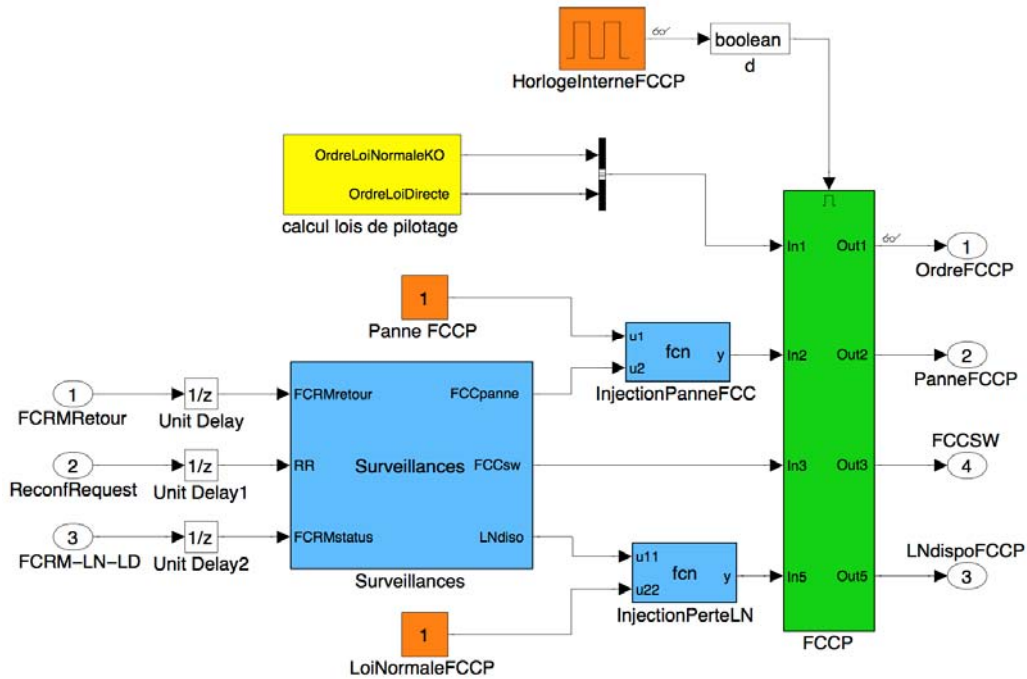 boolean
d
HorlogeInterneFCCP
OrdreLoiNormaleKO
OrdreLoiDirecte
calcul lois de pilotage
In1
Out1
1
OrdreFCCP
1
Panne FCCP
u1
u2
fcn
y
InjectionPanneFCC
In2
Out2
2
PanneFCCP
1
FCRMRetour
1/z
Unit Delay
FCRMretour
FCCpanne
2
ReconfRequest
1/z
Unit Delay1
RR
Surveillances
FCCsw
In3
Out3
FCCSW
4
3
FCRM-LN-LD
1/z
Unit Delay2
FCRMstatus
LNdiso
Surveillances
u11
u22
fcn
y
InjectionPerteLN
In5
Out5
LNdispoFCCP
3
1
LoiNormaleFCCP
FCCP